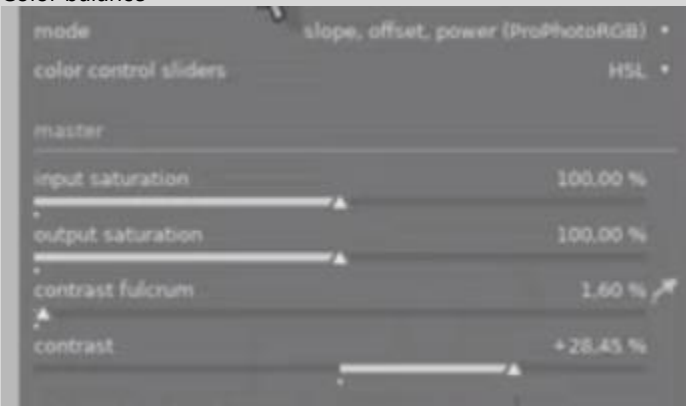 Color balance
mode slope, offset, power (ProPhotoRGB)
color control sliders HSL
master
input saturation 100.00 %
output saturation 100.00 %
contrast fulcrum 1.60 %
contrast +28.45 %